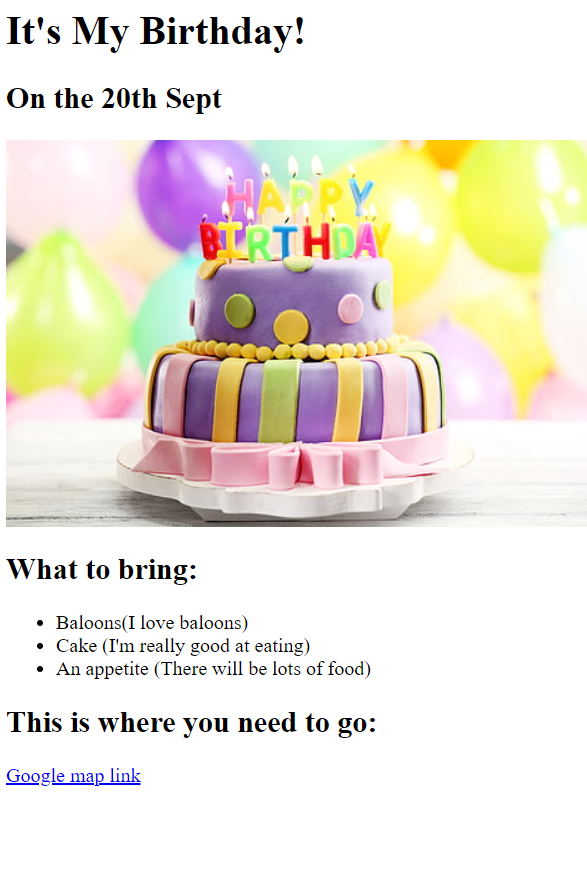 It's My Birthday!
On the 20th Sept
HAPPY
BIRTHDAY
What to bring:
Baloons(I love baloons)
Cake (I'm really good at eating)
An appetite (There will be lots of food)
This is where you need to go:
Google map link